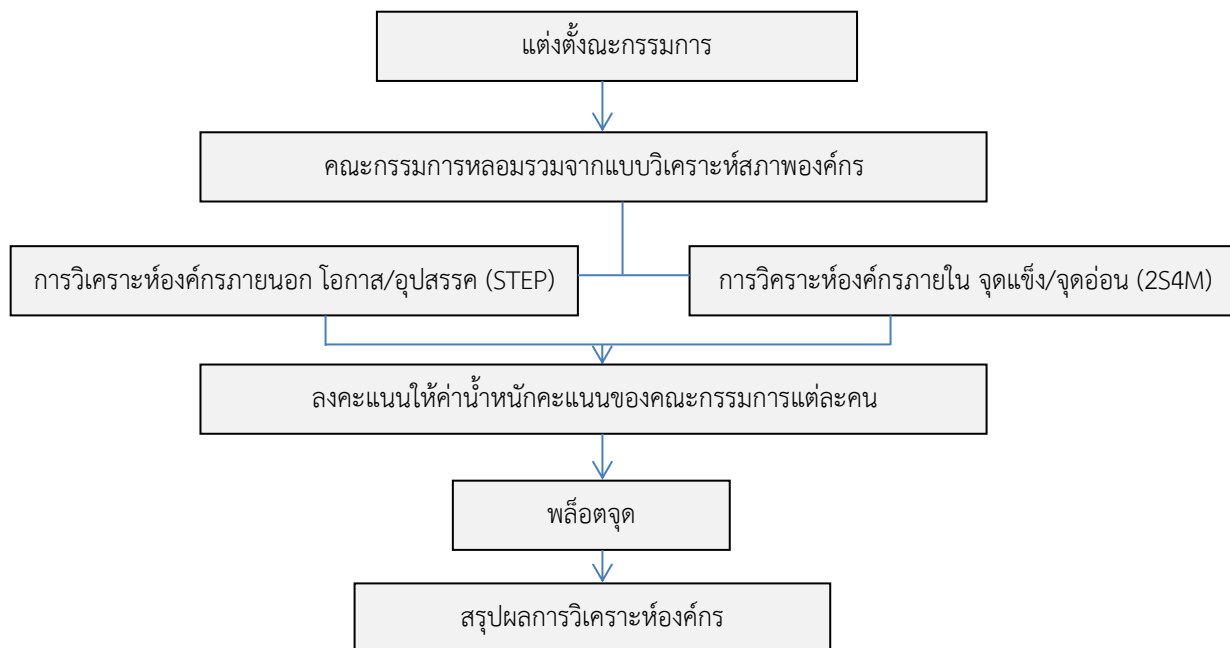 แต่งตั้งณะกรรมการ
คณะกรรมการหลอมรวมจากแบบวิเคราะห์สภาพองค์กร
การวิเคราะห์องค์กรภายนอก โอกาส/อุปสรรค (STEP)
การวิคราะห์องค์กรภายใน จุดแข็ง/จุดอ่อน (2S4M)
ลงคะแนนให้ค่าน้ำหนักคะแนนของคณะกรรมการแต่ละคน
พล็อตจุด
สรุปผลการวิเคราะห์องค์กร